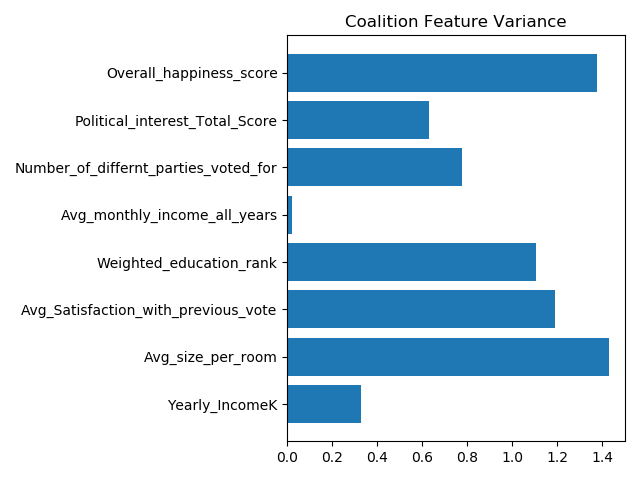 Coalition Feature Variance
Overall_happiness_score
Political_interest_Total_Score
Number_of_differnt_parties_voted_for
Avg_monthly_income_all_years
Weighted_education_rank
Avg_Satisfaction_with_previous_vote
Avg_size_per_room
Yearly_IncomeK
0.0 0.2 0.4 0.6 0.8 1.0 1.2 1.4